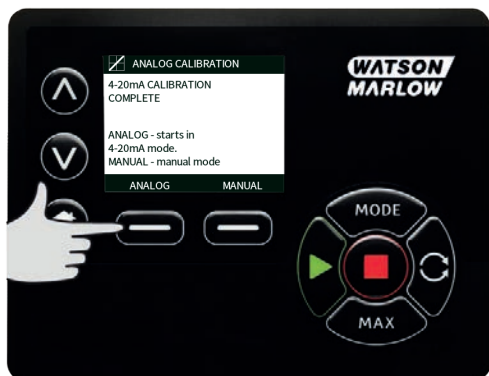 ANALOG CALIBRATION
4-20mA CALIBRATION
COMPLETE
ANALOG - starts in
4-20mA mode.
MANUAL - manual mode
ANALOG MANUAL
WATSON
MARLOW
MODE
MAX